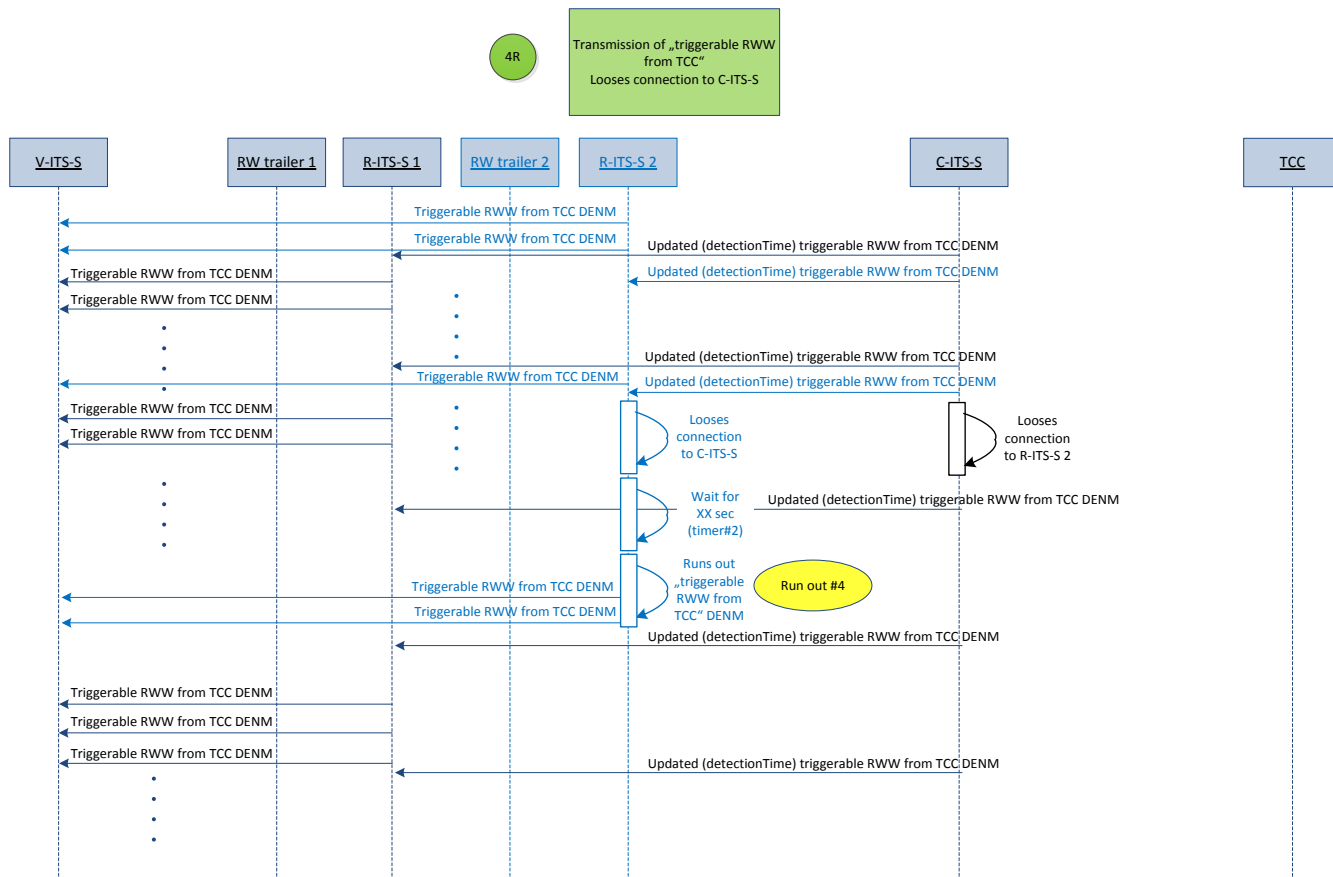 4R
Transmission of „triggerable RWW
from TCC“
Looses connection to C-ITS-S
V-ITS-S
RW trailer 1
R-ITS-S 1
RW trailer 2
R-ITS-S 2
C-ITS-S
TCC
Triggerable RWW from TCC DENM
Triggerable RWW from TCC DENM
Updated (detectionTime) triggerable RWW from TCC DENM
Triggerable RWW from TCC DENM
Updated (detectionTime) triggerable RWW from TCC DENM
Triggerable RWW from TCC DENM
Updated (detectionTime) triggerable RWW from TCC DENM
Triggerable RWW from TCC DENM
Updated (detectionTime) triggerable RWW from TCC DENM
Triggerable RWW from TCC DENM
Triggerable RWW from TCC DENM
Looses
connection
to C-ITS-S
Looses
connection
to R-ITS-S 2
Wait for
XX sec
(timer#2)
Updated (detectionTime) triggerable RWW from TCC DENM
Runs out
„triggerable
RWW from
TCC“ DENM
Run out #4
Triggerable RWW from TCC DENM
Triggerable RWW from TCC DENM
Updated (detectionTime) triggerable RWW from TCC DENM
Triggerable RWW from TCC DENM
Triggerable RWW from TCC DENM
Triggerable RWW from TCC DENM
Updated (detectionTime) triggerable RWW from TCC DENM